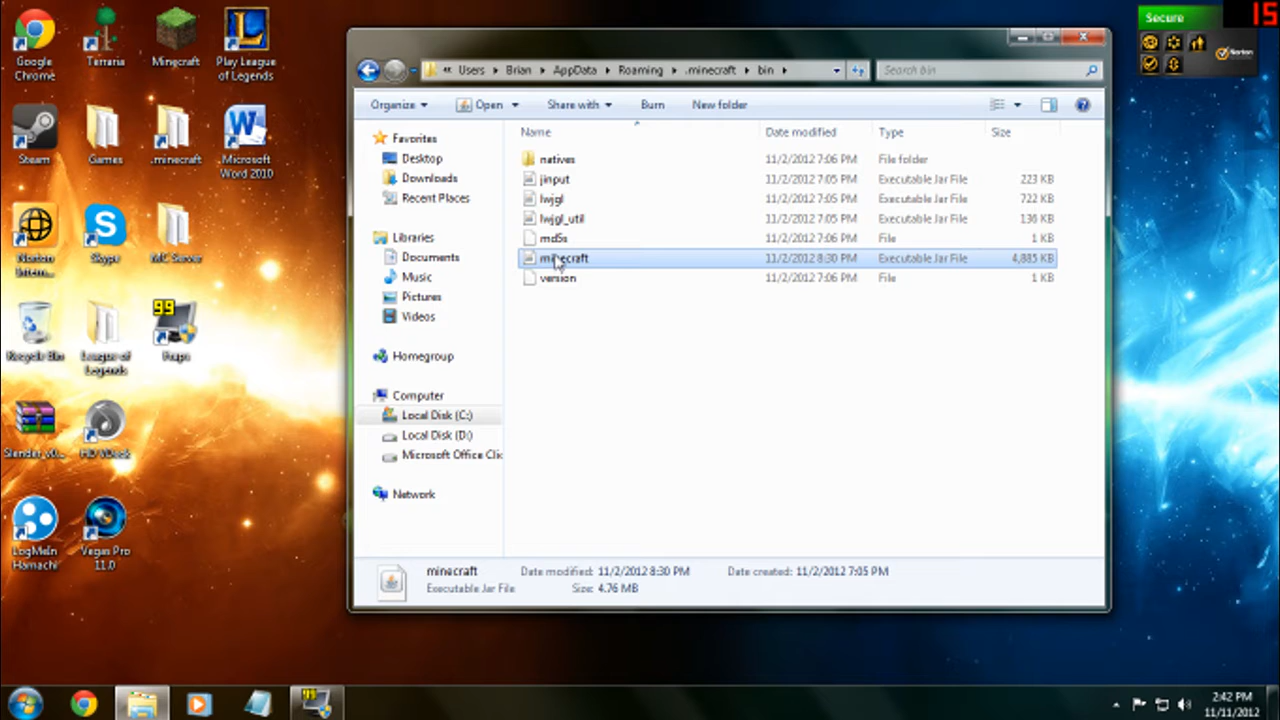 Google
Chrome
Terraria
Minecraft
Play League
of Legends
Steam
Games
.minecraft
Microsoft
Word 2010
Norton
Intern...
Skype
MC Server
99
Recycle Bin
League of
Legends
Fraps
Slender_v0...
HD VDeck
LogMeIn
Hamachi
Vegas Pro
11.0
Users
Brian
AppData
Roaming
.minecraft
bin
Search bin
Organize
Open
Share with
Burn
New folder
Favorites
Desktop
Downloads
Recent Places
Libraries
Documents
Music
Pictures
Videos
Homegroup
Computer
Local Disk (C:)
Local Disk (D:)
Microsoft Office Clic
Network
Name Date modified Type Size
natives 11/2/2012 7:06 PM File folder
jinput 11/2/2012 7:05 PM Executable Jar File 223 KB
lwjgl 11/2/2012 7:05 PM Executable Jar File 722 KB
lwjgl_util 11/2/2012 7:05 PM Executable Jar File 136 KB
md5s 11/2/2012 7:06 PM File 1 KB
minecraft 11/2/2012 8:30 PM Executable Jar File 4,885 KB
version 11/2/2012 7:06 PM File 1 KB
minecraft Date modified: 11/2/2012 8:30 PM Date created: 11/2/2012 7:05 PM
Executable Jar File Size: 4.76 MB
Secure
15
Norton
99
2:42 PM
11/11/2012